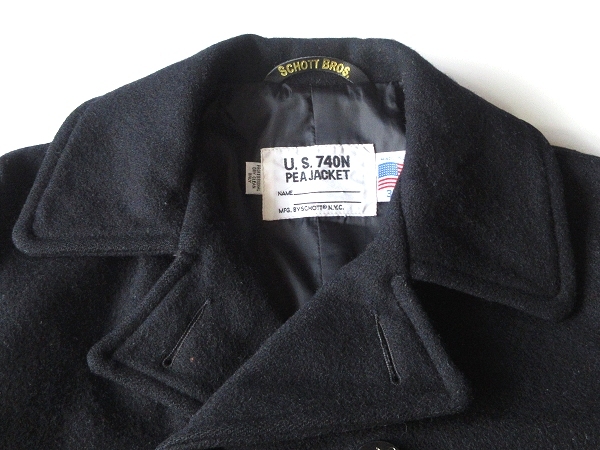 SCHOTT BROS.
U.S. 740N
PEA JACKET
NAME
MFG. BY SCHOTT® N.Y.C.